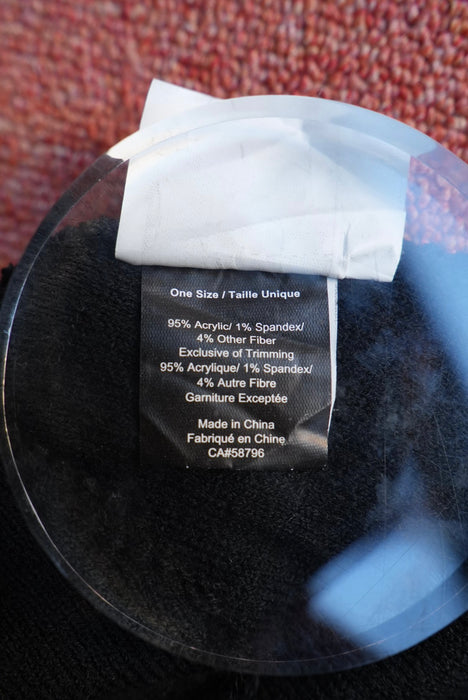 One Size / Taille Unique
95% Acrylic/ 1% Spandex/
4% Other Fiber
Exclusive of Trimming
95% Acrylique/ 1% Spandex/
4% Autre Fibre
Garniture Exceptée
Made in China
Fabriqué en Chine
CA#58796